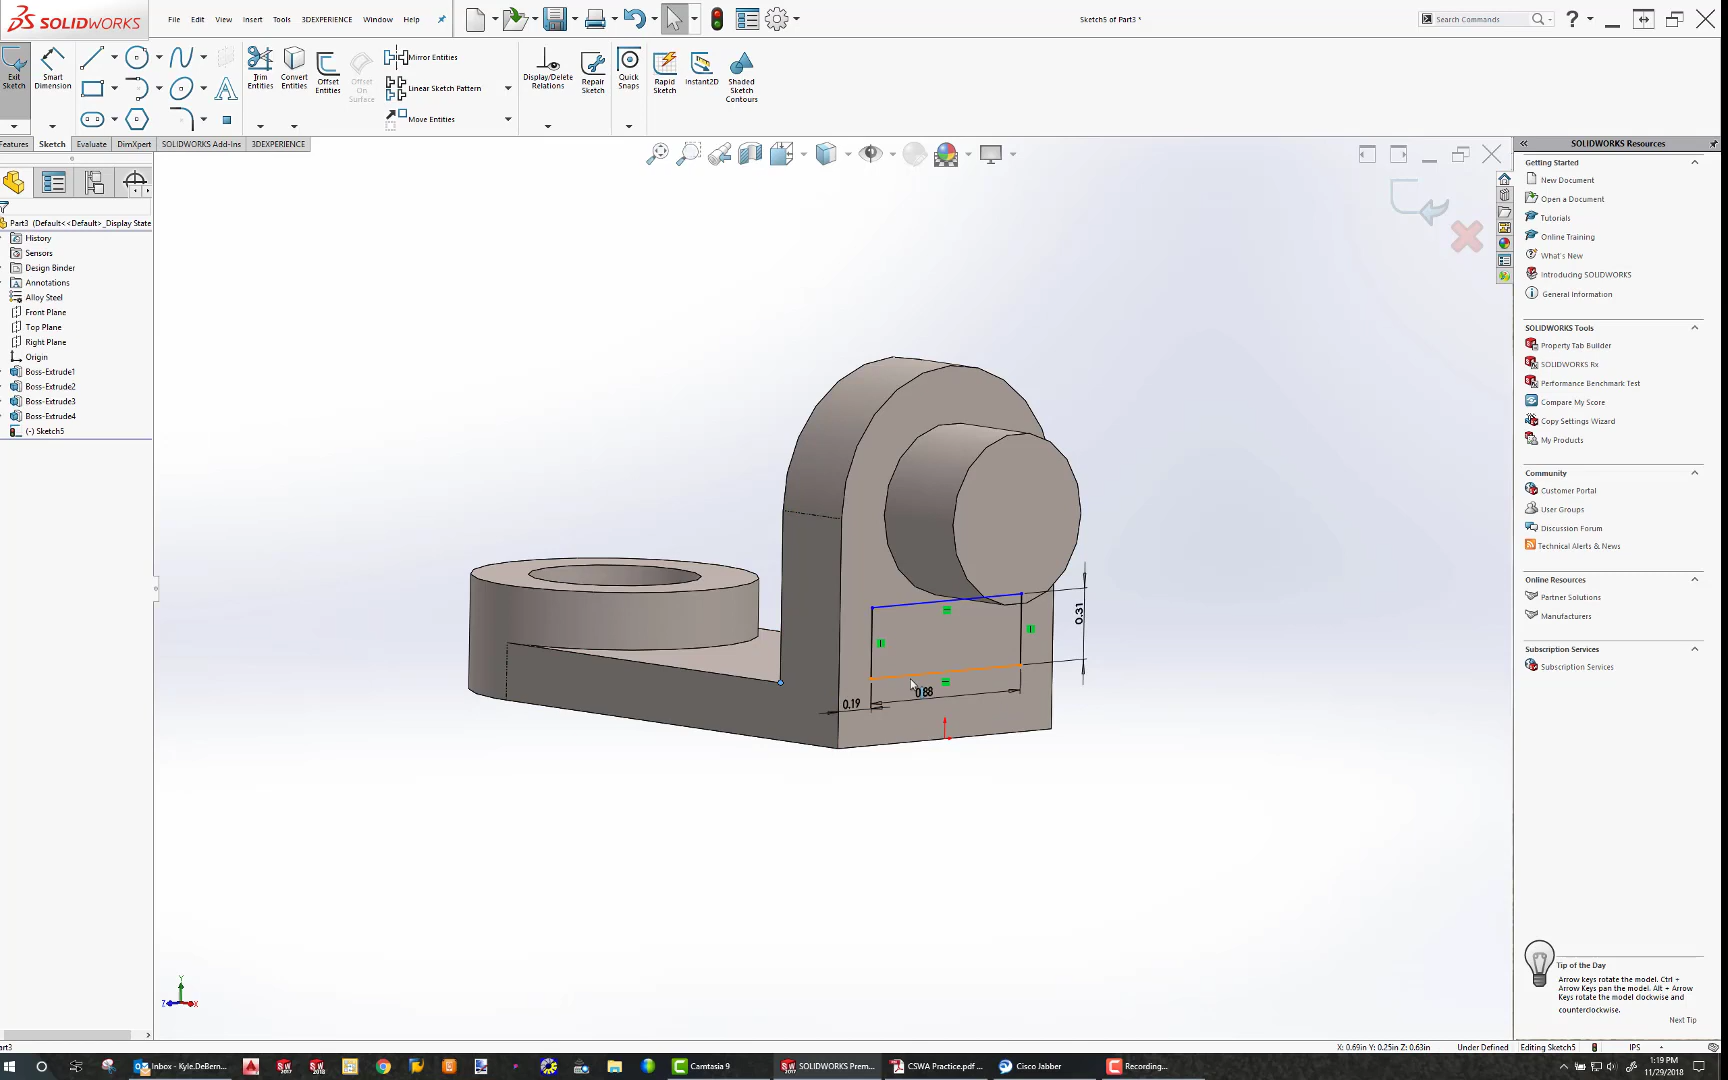 SOLIDWORKS
File Edit View Insert Tools 3DEXPERIENCE Window Help
Sketch5 of Part3 *
Search Commands
Exit Sketch
Smart Dimension
Trim Entities
Convert Entities
Offset Entities
Offset On Surface
Mirror Entities
Linear Sketch Pattern
Move Entities
Display/Delete Relations
Repair Sketch
Quick Snaps
Rapid Sketch
Instant2D
Shaded Sketch Contours
Features Sketch Evaluate DimXpert SOLIDWORKS Add-Ins 3DEXPERIENCE
Part3 (Default<<Default>_Display State
History
Sensors
Design Binder
Annotations
Alloy Steel
Front Plane
Top Plane
Right Plane
Origin
Boss-Extrude1
Boss-Extrude2
Boss-Extrude3
Boss-Extrude4
(-) Sketch5
0.31
0.88
0.19
Y
Z X
SOLIDWORKS Resources
Getting Started
New Document
Open a Document
Tutorials
Online Training
What's New
Introducing SOLIDWORKS
General Information
SOLIDWORKS Tools
Property Tab Builder
SOLIDWORKS Rx
Performance Benchmark Test
Compare My Score
Copy Settings Wizard
My Products
Community
Customer Portal
User Groups
Discussion Forum
Technical Alerts & News
Online Resources
Partner Solutions
Manufacturers
Subscription Services
Subscription Services
Tip of the Day
Arrow keys rotate the model. Ctrl +
Arrow Keys pan the model. Alt + Arrow
Keys rotate the model clockwise and
counterclockwise.
Next Tip
art3
X: 0.69in Y: 0.25in Z: 0.63in Under Defined Editing Sketch5 IPS
Inbox - Kyle.DeBern...
Camtasia 9
SOLIDWORKS Prem...
CSWA Practice.pdf ...
Cisco Jabber
Recording...
1:19 PM
11/29/2018